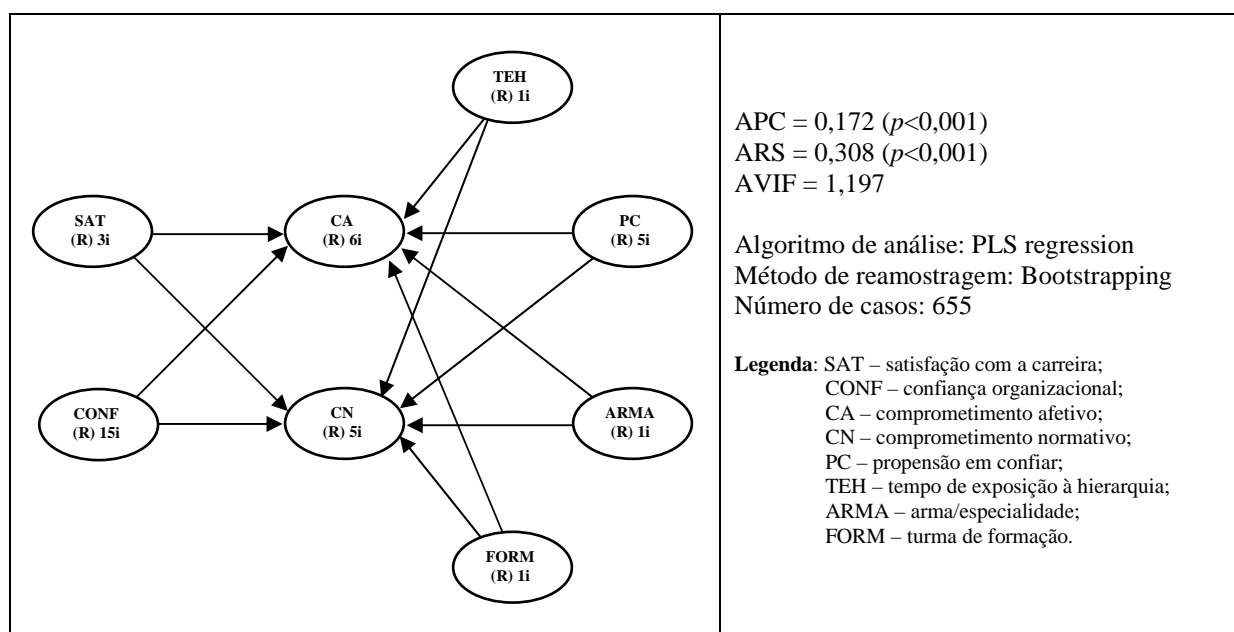 TEH
(R) 1i
SAT
(R) 3i
CA
(R) 6i
PC
(R) 5i
CONF
(R) 15i
CN
(R) 5i
ARMA
(R) 1i
FORM
(R) 1i
APC = 0,172 (p<0,001)
ARS = 0,308 (p<0,001)
AVIF = 1,197
Algoritmo de análise: PLS regression
Método de reamostragem: Bootstrapping
Número de casos: 655
Legenda: SAT – satisfação com a carreira;
CONF – confiança organizacional;
CA – comprometimento afetivo;
CN – comprometimento normativo;
PC – propensão em confiar;
TEH – tempo de exposição à hierarquia;
ARMA – arma/especialidade;
FORM – turma de formação.